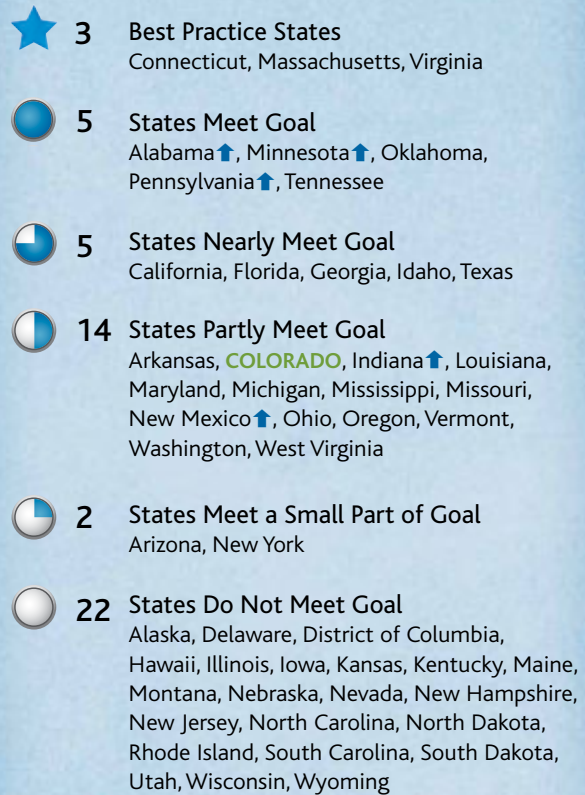 3 Best Practice States
Connecticut, Massachusetts, Virginia
5 States Meet Goal
Alabama⬆, Minnesota⬆, Oklahoma,
Pennsylvania⬆, Tennessee
5 States Nearly Meet Goal
California, Florida, Georgia, Idaho, Texas
14 States Partly Meet Goal
Arkansas, COLORADO, Indiana⬆, Louisiana,
Maryland, Michigan, Mississippi, Missouri,
New Mexico⬆, Ohio, Oregon, Vermont,
Washington, West Virginia
2 States Meet a Small Part of Goal
Arizona, New York
22 States Do Not Meet Goal
Alaska, Delaware, District of Columbia,
Hawaii, Illinois, Iowa, Kansas, Kentucky, Maine,
Montana, Nebraska, Nevada, New Hampshire,
New Jersey, North Carolina, North Dakota,
Rhode Island, South Carolina, South Dakota,
Utah, Wisconsin, Wyoming